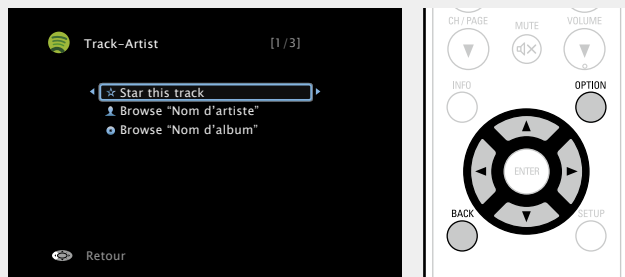 Track-Artist [1/3]
☆ Star this track
Browse “Nom d’artiste”
Browse “Nom d’album”
Retour
CH / PAGE MUTE VOLUME
INFO OPTION
ENTER
BACK SETUP